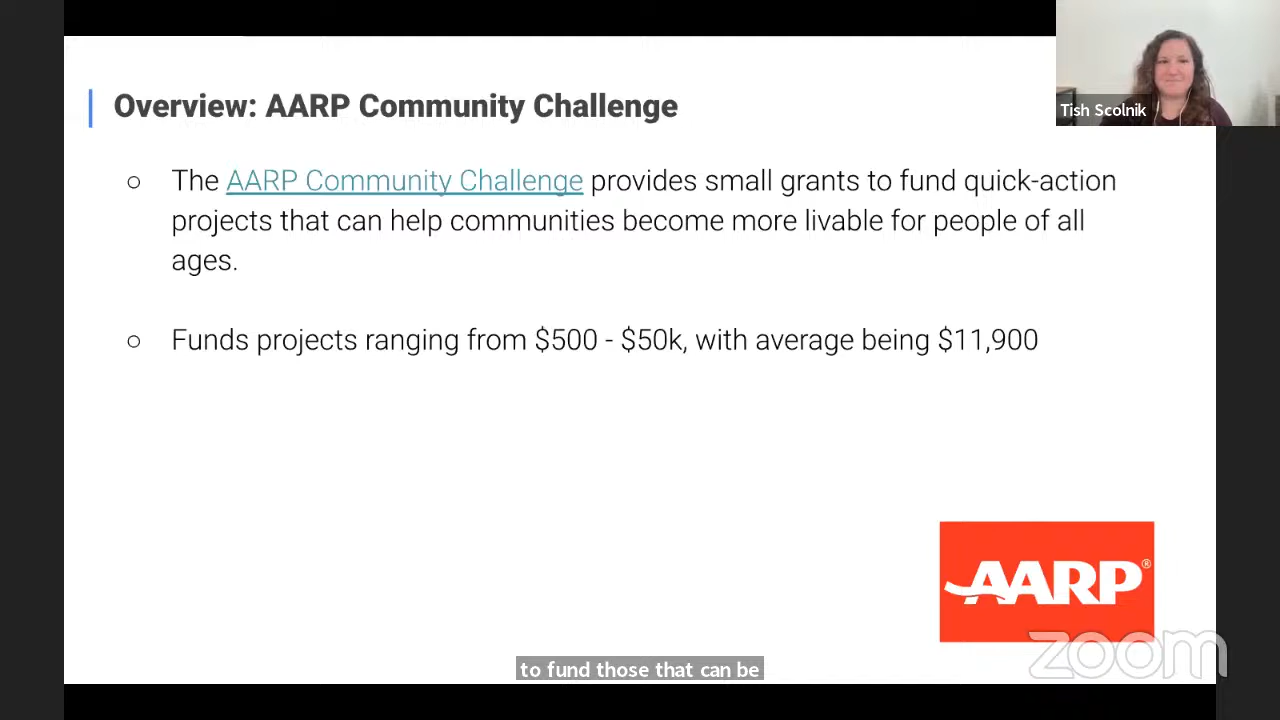 Overview: AARP Community Challenge
Tish Scolnik
○ The AARP Community Challenge provides small grants to fund quick-action
projects that can help communities become more livable for people of all
ages.
○ Funds projects ranging from $500 - $50k, with average being $11,900
AARP®
zoom
to fund those that can be